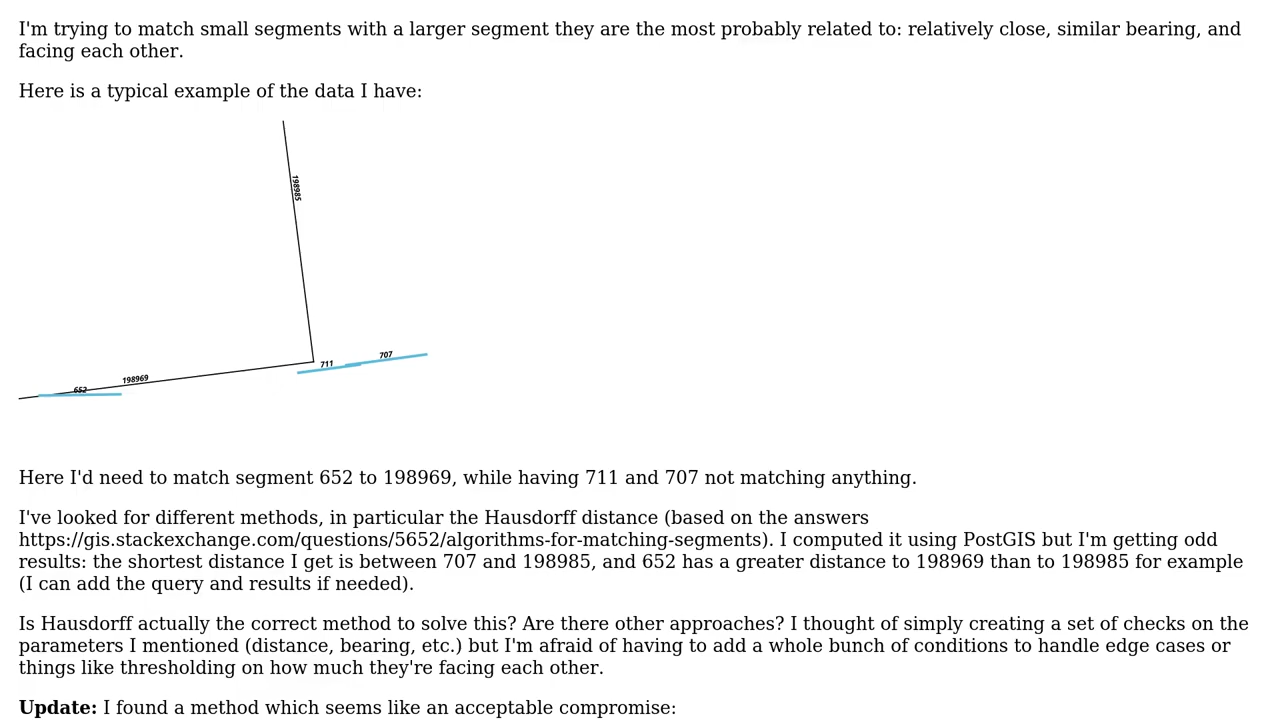 I'm trying to match small segments with a larger segment they are the most probably related to: relatively close, similar bearing, and
facing each other.
Here is a typical example of the data I have:
198985
707
711
198969
652
Here I'd need to match segment 652 to 198969, while having 711 and 707 not matching anything.
I've looked for different methods, in particular the Hausdorff distance (based on the answers
https://gis.stackexchange.com/questions/5652/algorithms-for-matching-segments). I computed it using PostGIS but I'm getting odd
results: the shortest distance I get is between 707 and 198985, and 652 has a greater distance to 198969 than to 198985 for example
(I can add the query and results if needed).
Is Hausdorff actually the correct method to solve this? Are there other approaches? I thought of simply creating a set of checks on the
parameters I mentioned (distance, bearing, etc.) but I'm afraid of having to add a whole bunch of conditions to handle edge cases or
things like thresholding on how much they're facing each other.
Update: I found a method which seems like an acceptable compromise: